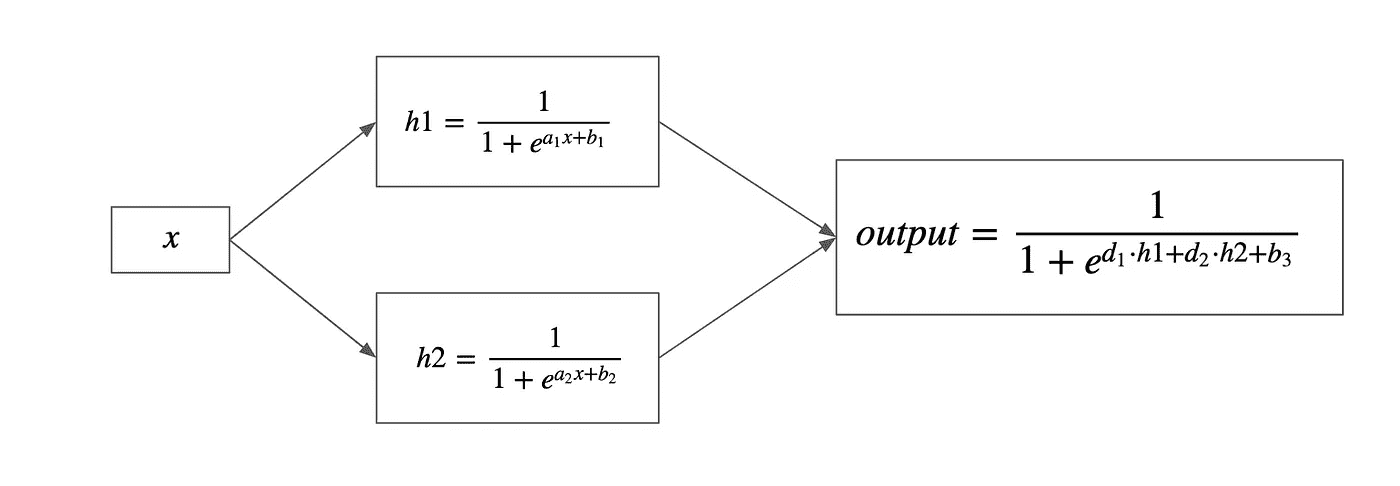 x
h1 = \frac{1}{1 + e^{a_1 x + b_1}}
h2 = \frac{1}{1 + e^{a_2 x + b_2}}
output = \frac{1}{1 + e^{d_1 \cdot h1 + d_2 \cdot h2 + b_3}}